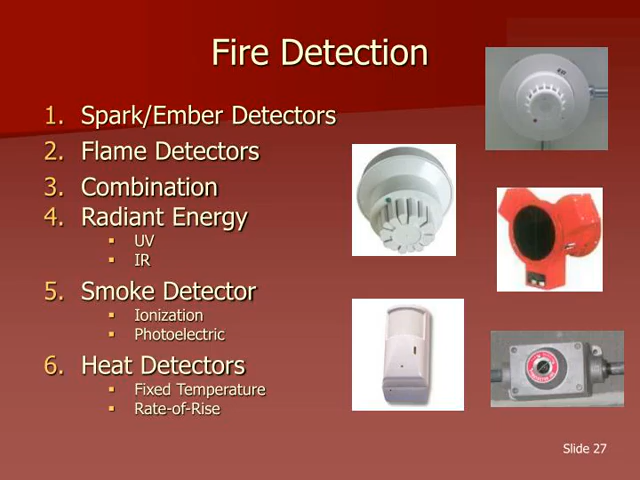 Fire Detection
1. Spark/Ember Detectors
2. Flame Detectors
3. Combination
4. Radiant Energy
▪ UV
▪ IR
5. Smoke Detector
▪ Ionization
▪ Photoelectric
6. Heat Detectors
▪ Fixed Temperature
▪ Rate-of-Rise
Slide 27